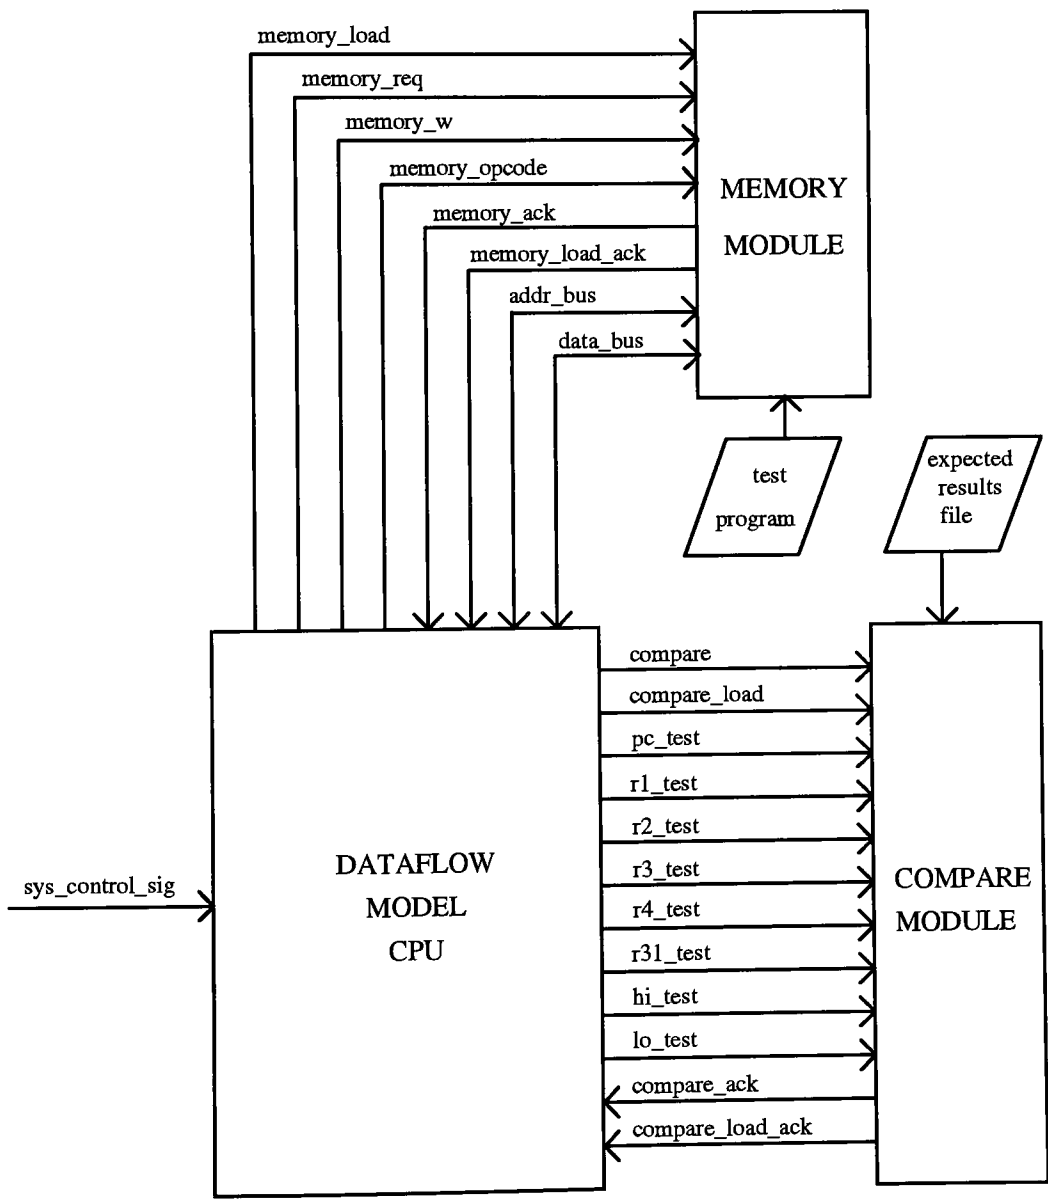 memory_load
memory_req
memory_w
memory_opcode
memory_ack
memory_load_ack
addr_bus
data_bus
MEMORY
MODULE
test
program
expected
results
file
compare
compare_load
pc_test
r1_test
r2_test
r3_test
r4_test
r31_test
hi_test
lo_test
compare_ack
compare_load_ack
sys_control_sig
DATAFLOW
MODEL
CPU
COMPARE
MODULE